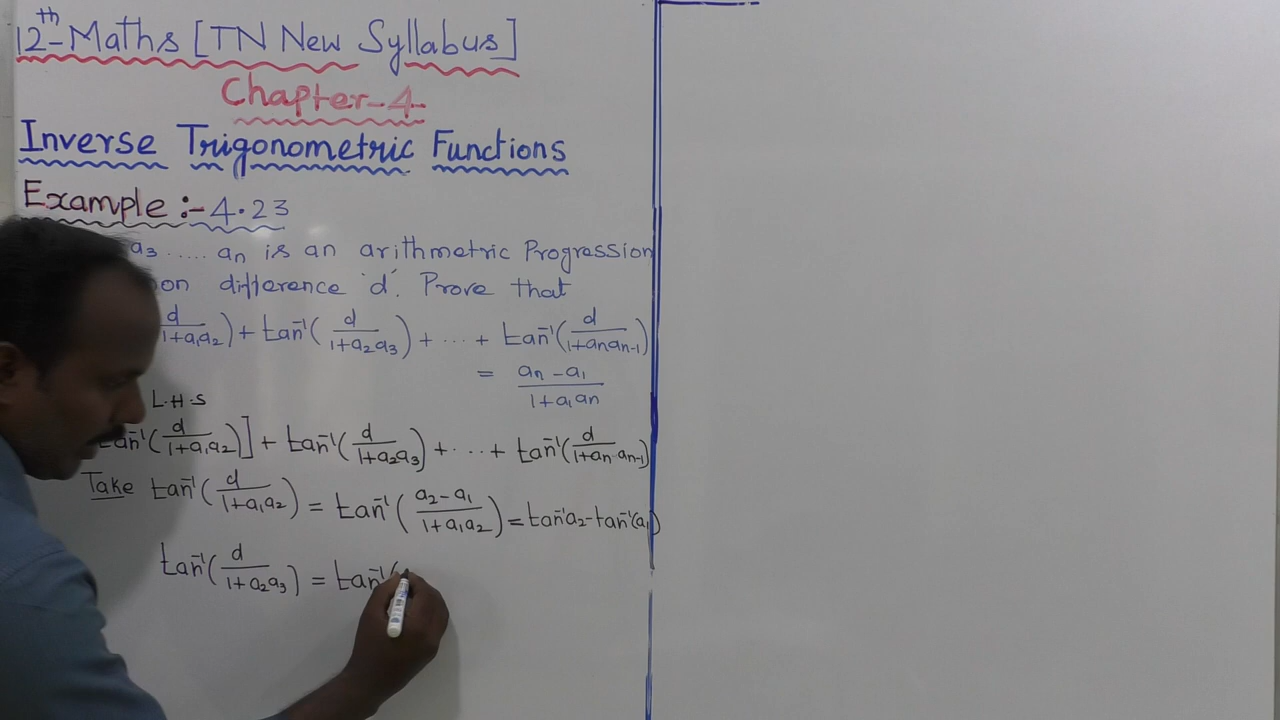 12th-Maths [TN New Syllabus]
Chapter-4
Inverse Trigonometric Functions
Example :- 4.23
a3 ..... an is an arithmetric Progression
on difference 'd'. Prove that
d/(1+a1a2)) + tan⁻¹(d/(1+a2a3)) + ... + tan⁻¹(d/(1+anan-1))
= (an - a1)/(1+a1an)
L.H.S
tan⁻¹(d/(1+a1a2))] + tan⁻¹(d/(1+a2a3)) + ... + tan⁻¹(d/(1+an.an-1))
Take tan⁻¹(d/(1+a1a2)) = tan⁻¹((a2-a1)/(1+a1a2)) = tan⁻¹a2-tan⁻¹(a1)
tan⁻¹(d/(1+a2a3)) = tan⁻¹(